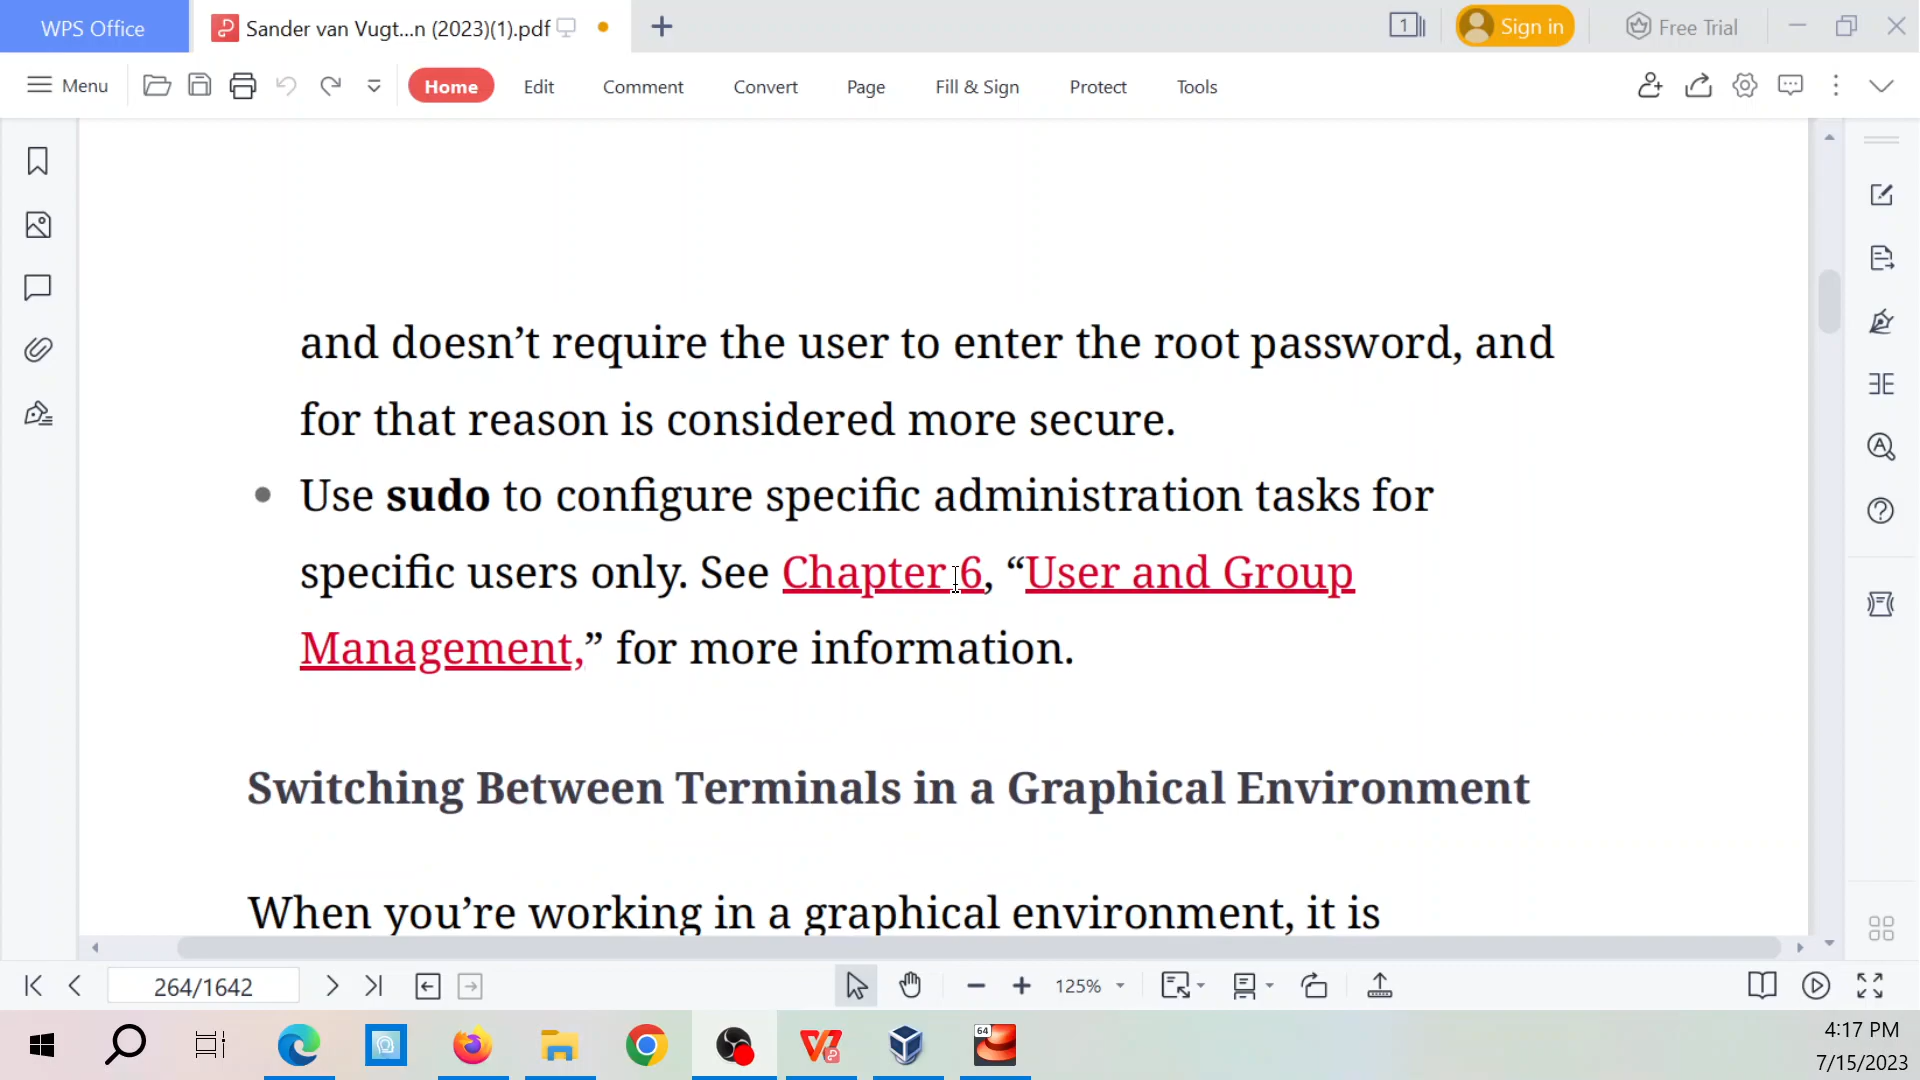 WPS Office
Sander van Vugt...n (2023)(1).pdf
1
Sign in
Free Trial
Menu
Home
Edit
Comment
Convert
Page
Fill & Sign
Protect
Tools
and doesn’t require the user to enter the root password, and
for that reason is considered more secure.
Use sudo to configure specific administration tasks for
specific users only. See Chapter 6, “User and Group
Management,” for more information.
Switching Between Terminals in a Graphical Environment
When you’re working in a graphical environment, it is
264/1642
125%
64
4:17 PM
7/15/2023